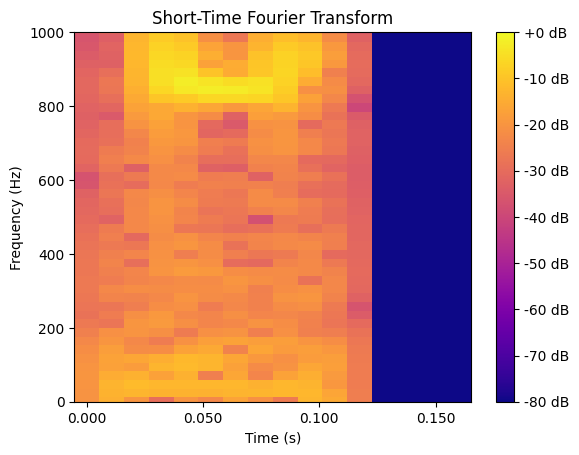 Short-Time Fourier Transform
1000
800
600
400
200
0
Frequency (Hz)
0.000
0.050
0.100
0.150
Time (s)
+0 dB
-10 dB
-20 dB
-30 dB
-40 dB
-50 dB
-60 dB
-70 dB
-80 dB